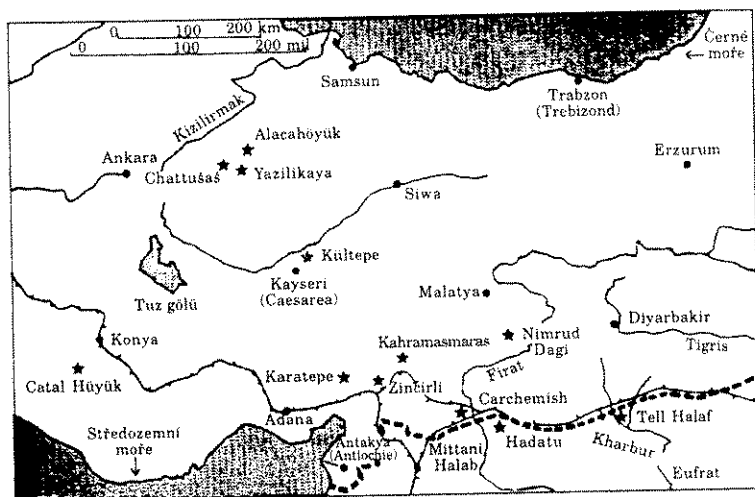 0 100 200 km
0 100 200 mil
Černé
moře
Samsun
Trabzon
(Trebizond)
Kizilirmak
Alacahöyük
Ankara
Chattušaš
Yazilikaya
Erzurum
Siwa
Kültepe
Kayseri
(Caesarea)
Tuz gölü
Malatya
Diyarbakir
Konya
Kahramasmaras
Nimrud
Dagi
Tigris
Catal Hüyük
Karatepe
Zincirli
Firat
Carchemish
Adana
Tell Halaf
Středozemní
moře
Antakya
(Antiochie)
Mittani
Halab
Hadatu
Kharbur
Eufrat